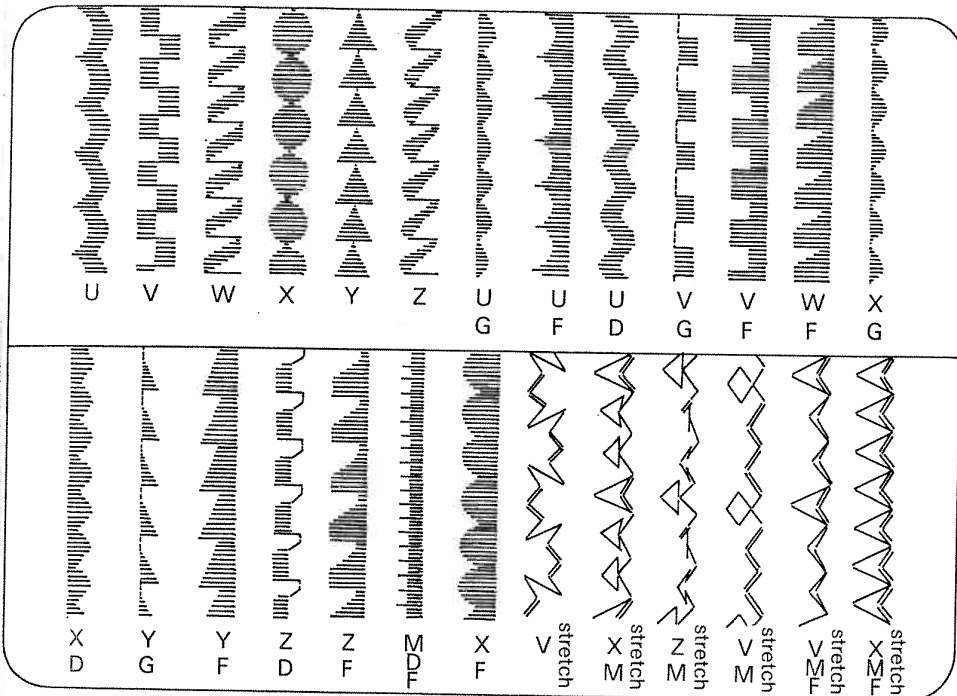 U V W X Y Z U U U V V W X
G F D G F F G
X Y Y Z Z M X V stretch X stretch Z stretch V stretch V stretch X stretch
D G F D F D F M M M M M
F F F